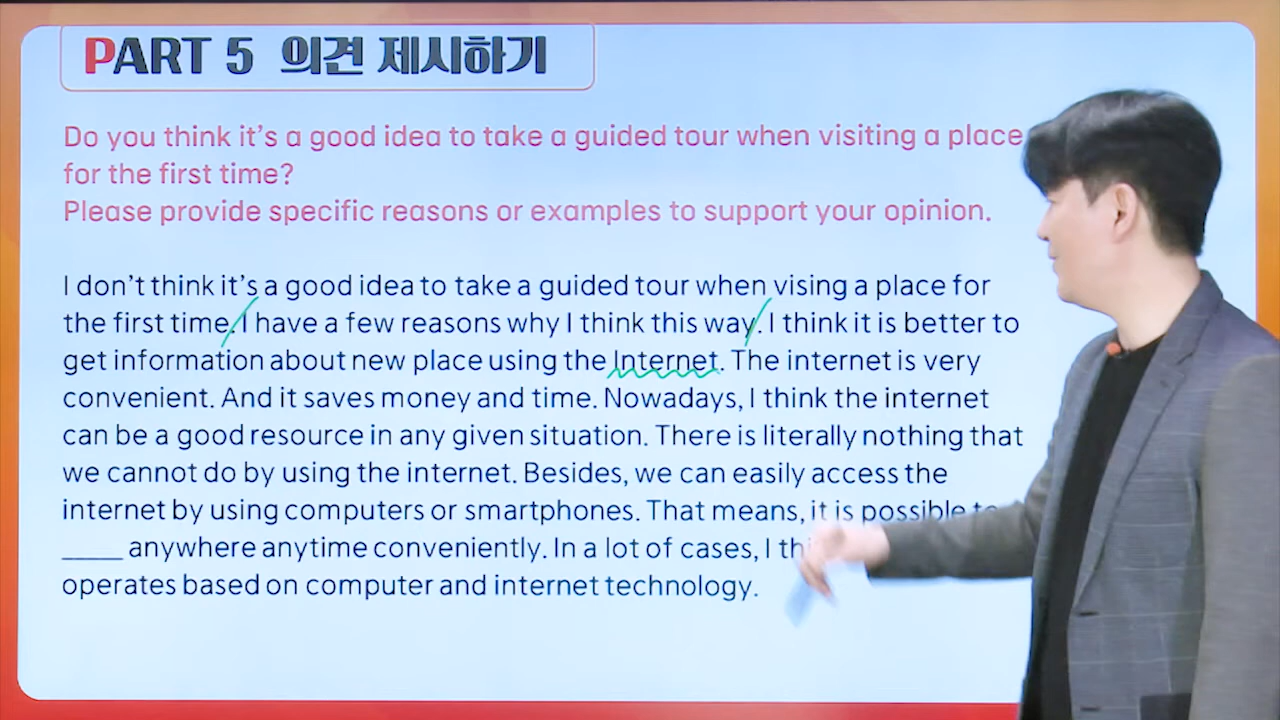 PART 5 의견 제시하기
Do you think it's a good idea to take a guided tour when visiting a place
for the first time?
Please provide specific reasons or examples to support your opinion.
I don't think it's a good idea to take a guided tour when vising a place for
the first time. I have a few reasons why I think this way. I think it is better to
get information about new place using the Internet. The internet is very
convenient. And it saves money and time. Nowadays, I think the internet
can be a good resource in any given situation. There is literally nothing that
we cannot do by using the internet. Besides, we can easily access the
internet by using computers or smartphones. That means, it is possible to
____ anywhere anytime conveniently. In a lot of cases, I
operates based on computer and internet technology.